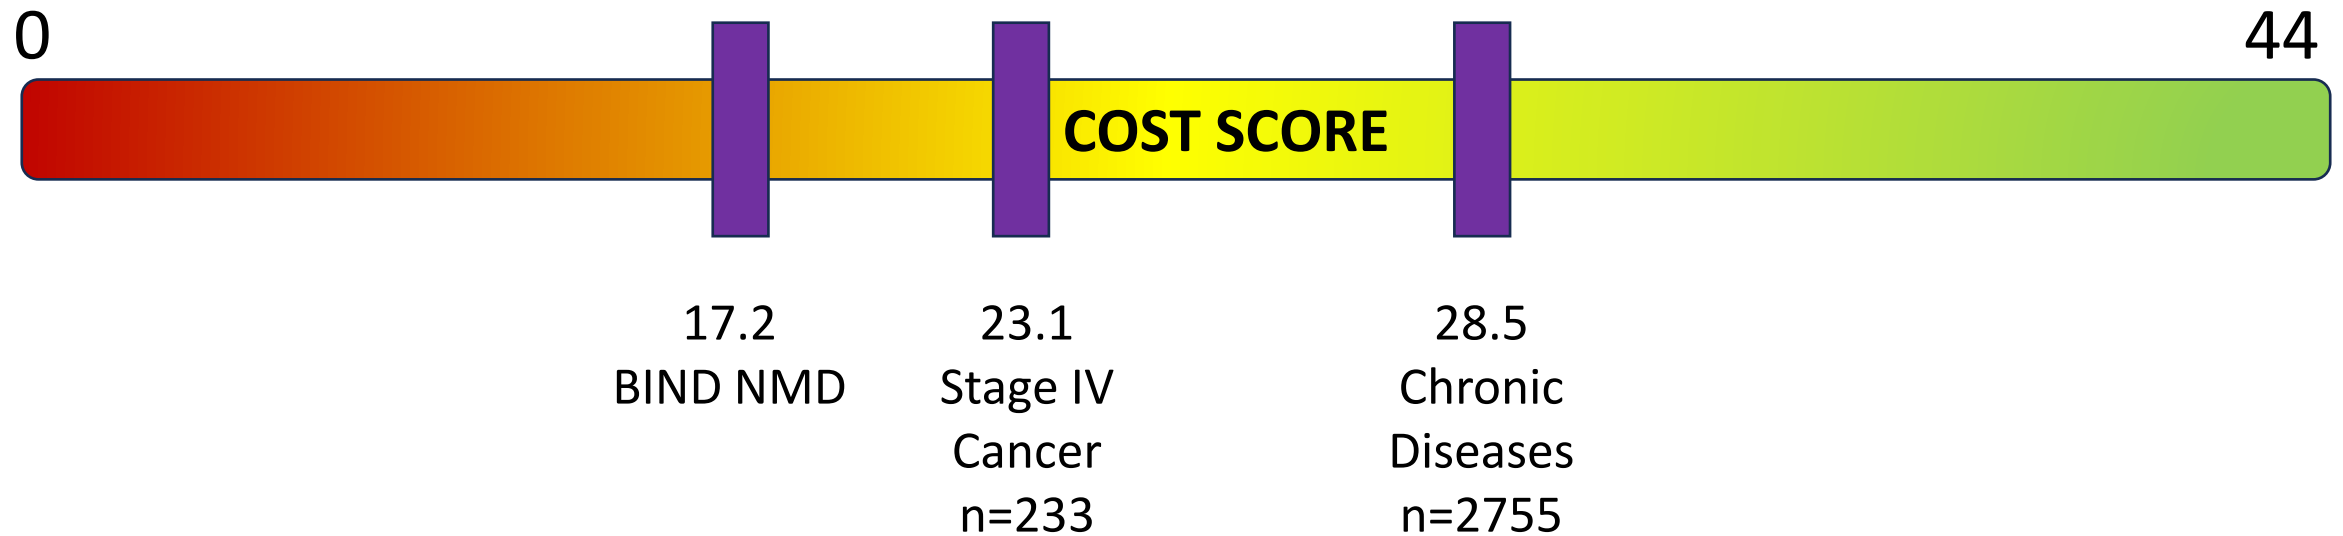 0
44
COST SCORE
17.2
BIND NMD
23.1
Stage IV
Cancer
n=233
28.5
Chronic
Diseases
n=2755